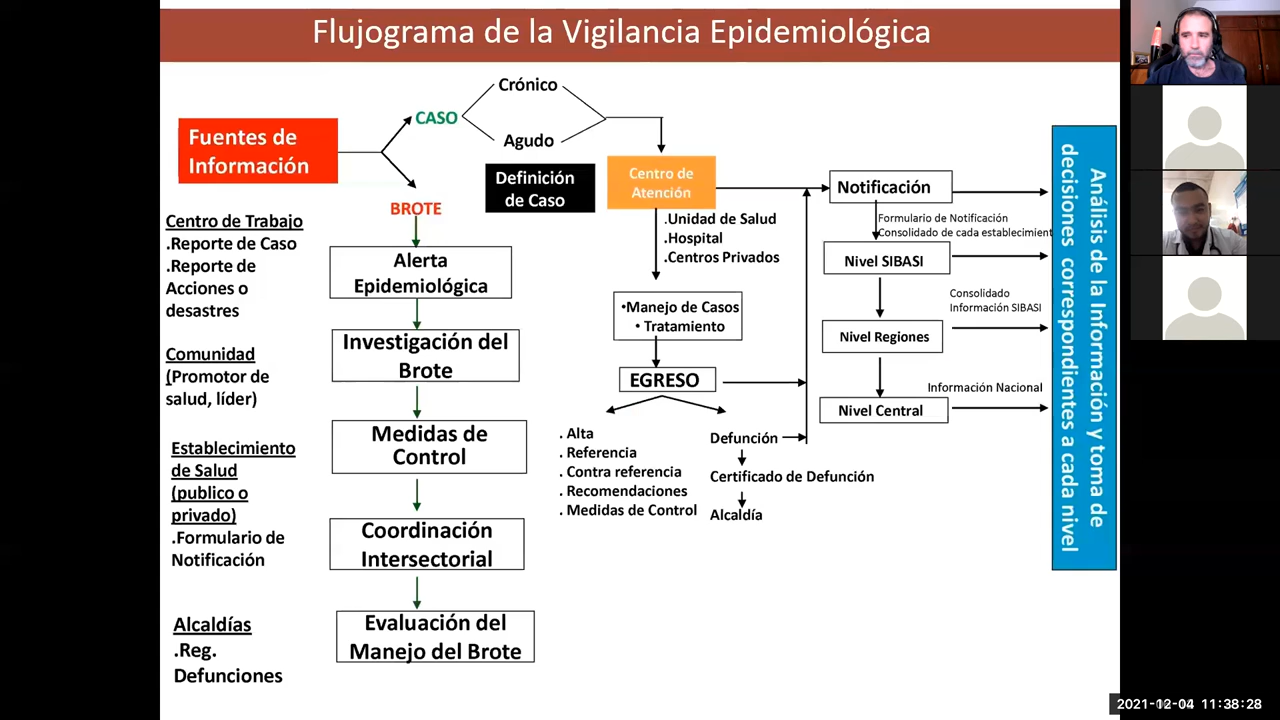 Flujograma de la Vigilancia Epidemiológica
Fuentes de
Información
CASO
Crónico
Agudo
BROTE
Definición
de Caso
Centro de
Atención
.Unidad de Salud
.Hospital
.Centros Privados
•Manejo de Casos
• Tratamiento
EGRESO
. Alta
. Referencia
. Contra referencia
. Recomendaciones
. Medidas de Control
Defunción
Certificado de Defunción
Alcaldía
Notificación
Formulario de Notificación
Consolidado de cada establecimient
Nivel SIBASI
Consolidado
Información SIBASI
Nivel Regiones
Información Nacional
Nivel Central
Análisis de la Información y toma de
decisiones correspondientes a cada nivel
Centro de Trabajo
.Reporte de Caso
.Reporte de
Acciones o
desastres
Comunidad
(Promotor de
salud, líder)
Establecimiento
de Salud
(publico o
privado)
.Formulario de
Notificación
Alcaldías
.Reg.
Defunciones
Alerta
Epidemiológica
Investigación del
Brote
Medidas de
Control
Coordinación
Intersectorial
Evaluación del
Manejo del Brote
2021-12-04 11:38:28